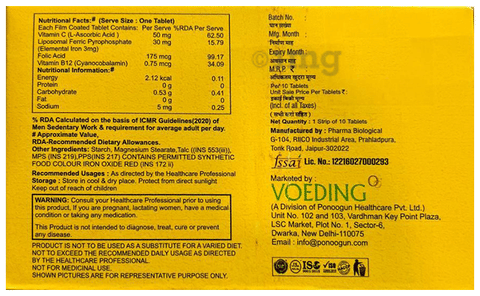 Nutritional Facts:# (Serve Size : One Tablet)
Each Film Coated Tablet Contains: Per Serve %RDA Per Serve
Vitamin C (L-Ascorbic Acid ) 50 mg 62.50
Liposomal Ferric Pyrophosphate 30 mg 15.79
(Elemental Iron 3mg)
Folic Acid 175 mcg 99.17
Vitamin B12 (Cyanocobalamin) 0.75 mcg 34.09
Nutritional Information:#
Energy 2.12 kcal 0.11
Protein 0 g 0
Carbohydrate 0.53 g 0.41
Fat 0 g 0
Sodium 5 mg 0.25
% RDA Calculated on the basis of ICMR Guidelines(2020) of
Men Sedentary Work & requirement for average adult per day.
# Approximate Value,
RDA-Recommended Dietary Allowances.
Other Ingredients: Starch, Magnesium Stearate,Talc ((INS 553(iii)),
MPS (INS 219),PPS(INS 217) CONTAINS PERMITTED SYNTHETIC
FOOD COLOUR IRON OXIDE RED (INS 172 ii)
Recommended Usages : As directed by the Healthcare Professional
Storage : Store in cool & dry place. Protect from direct sunlight
Keep out of reach of children
WARNING: Consult your Healthcare Professional prior to using
this product, If you are pregnant, lactating women, have a medical
condition or taking any medication.
This Product is not intended to diagnose, treat, cure or prevent
any disease.
PRODUCT IS NOT TO BE USED AS A SUBSTITUTE FOR A VARIED DIET.
NOT TO EXCEED THE RECOMMENDED DAILY USAGE AS DIRECTED
BY THE HEALTHCARE PROFESSIONAL.
NOT FOR MEDICINAL USE.
SHOWN PICTURES ARE FOR REPRESENTATIVE PURPOSE ONLY.
Batch No.
Mfg. Month
निर्माण माह
Expiry Month
अवसान माह
M.R.P. ₹
अधिकतम खुदरा मूल्य
Per 10 Tablets
Unit Sale Price Per Tablets ₹ :
इकाई बिक्री मूल्य
(Incl. of all Taxes)
( सभी करों सहित )
Net Quantity : 1 Strip of 10 Tablets
Manufactured by : Pharma Biological
G-104, RIICO Industrial Area, Prahladpura,
Tonk Road, Jaipur-302022
fssai Lic. No.: 12216027000293
Marketed by :
VOEDING
(A Division of Ponoogun Healthcare Pvt. Ltd.)
Unit No. 102 and 103, Vardhman Key Point Plaza,
LSC Market, Plot No. 1, Sector-6,
Dwarka, New Delhi-110075
Email : info@ponoogun.com